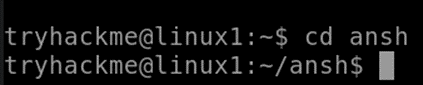 tryhackme@linux1:~$ cd ansh
tryhackme@linux1:~/ansh$